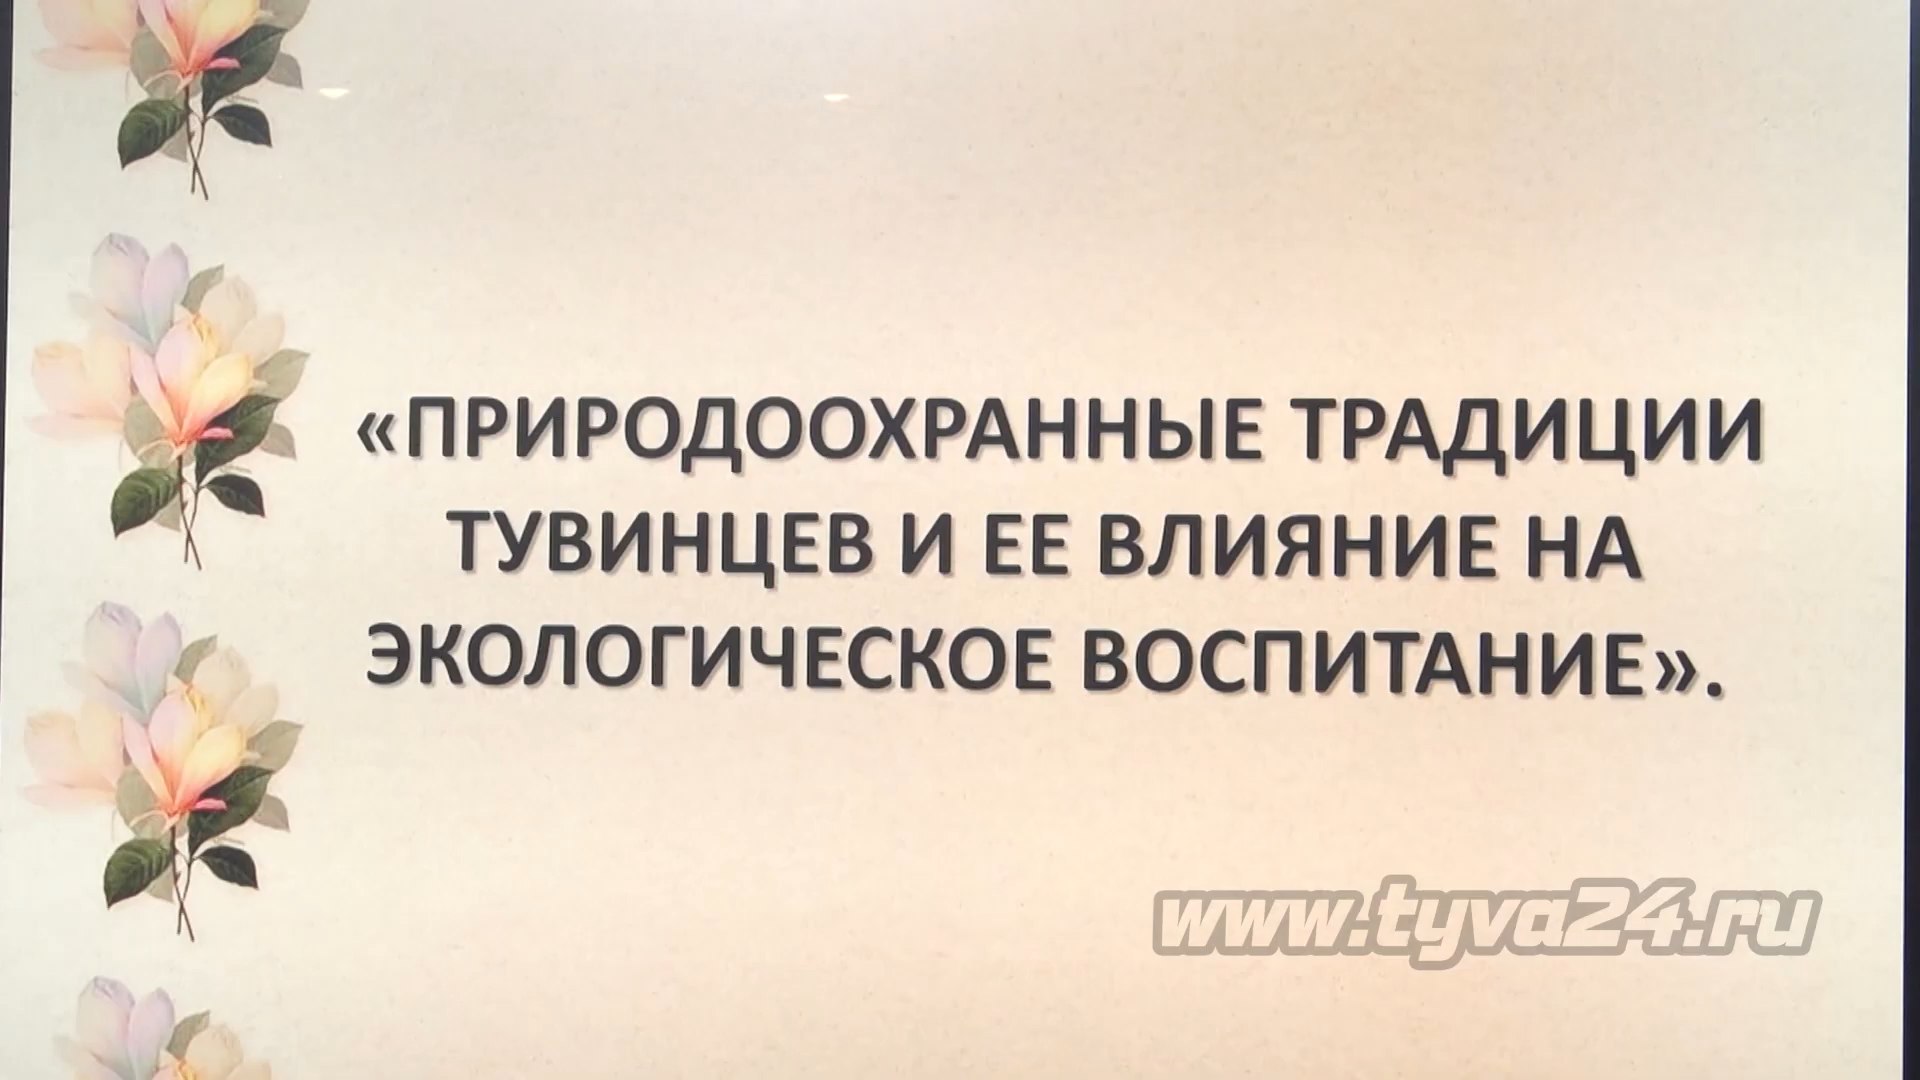 «ПРИРОДООХРАННЫЕ ТРАДИЦИИ
ТУВИНЦЕВ И ЕЕ ВЛИЯНИЕ НА
ЭКОЛОГИЧЕСКОЕ ВОСПИТАНИЕ».
www.tyva24.ru